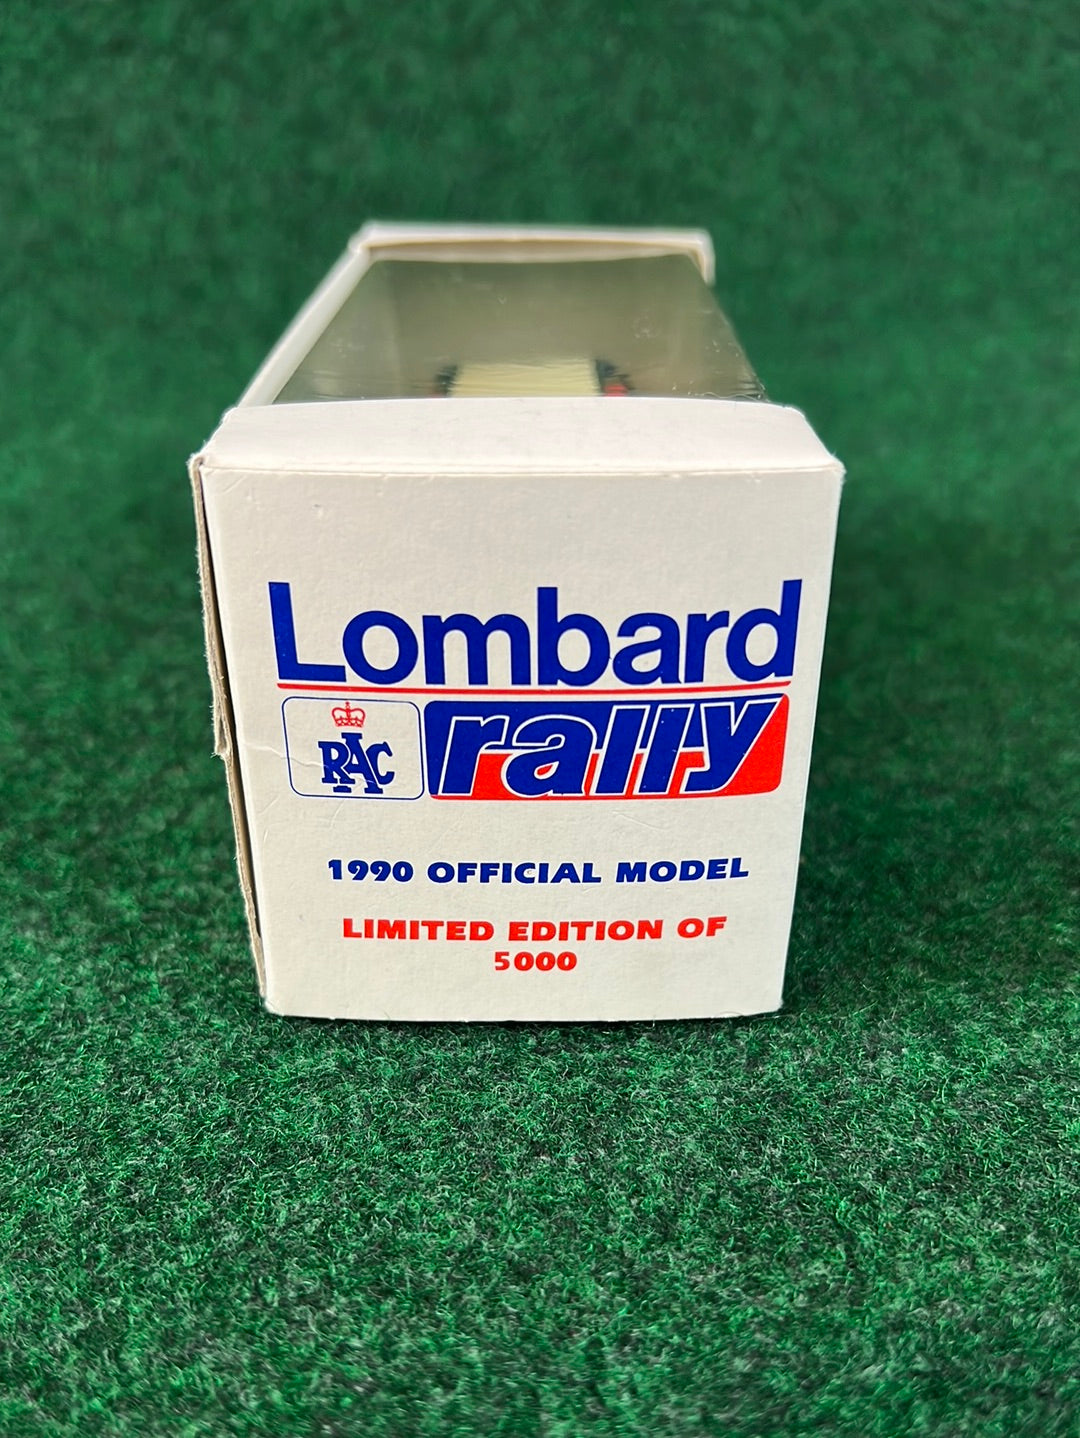 Lombard
RAC rally
1990 OFFICIAL MODEL
LIMITED EDITION OF
5000